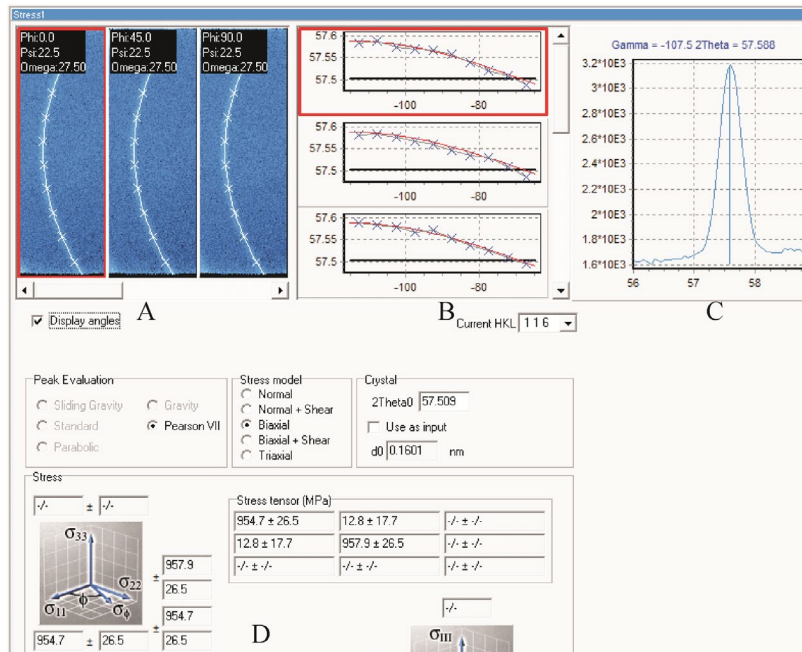 Stress1
Phi:0.0
Psi:22.5
Omega:27.50
Phi:45.0
Psi:22.5
Omega:27.50
Phi:90.0
Psi:22.5
Omega:27.50
57.6
57.55
57.5
-100 -80
57.6
57.55
57.5
-100 -80
57.6
57.55
57.5
-100 -80
Gamma = -107.5 2Theta = 57.588
3.2*10E3
3*10E3
2.8*10E3
2.6*10E3
2.4*10E3
2.2*10E3
2*10E3
1.8*10E3
1.6*10E3
56 57 58
A
B
C
Display angles
Current HKL 1 1 6
Peak Evaluation
Sliding Gravity Gravity
Standard Pearson VII
Parabolic
Stress model
Normal
Normal + Shear
Biaxial
Biaxial + Shear
Triaxial
Crystal
2Theta0 57.509
Use as input
d0 0.1601 nm
Stress
-/- ± -/-
σ33
σ22
σ11
ϕ
σϕ
± 957.9
26.5
± 954.7
26.5
954.7 ± 26.5
Stress tensor (MPa)
954.7 ± 26.5 12.8 ± 17.7 -/- ± -/-
12.8 ± 17.7 957.9 ± 26.5 -/- ± -/-
-/- ± -/- -/- ± -/- -/- ± -/-
-/-
σIII
D